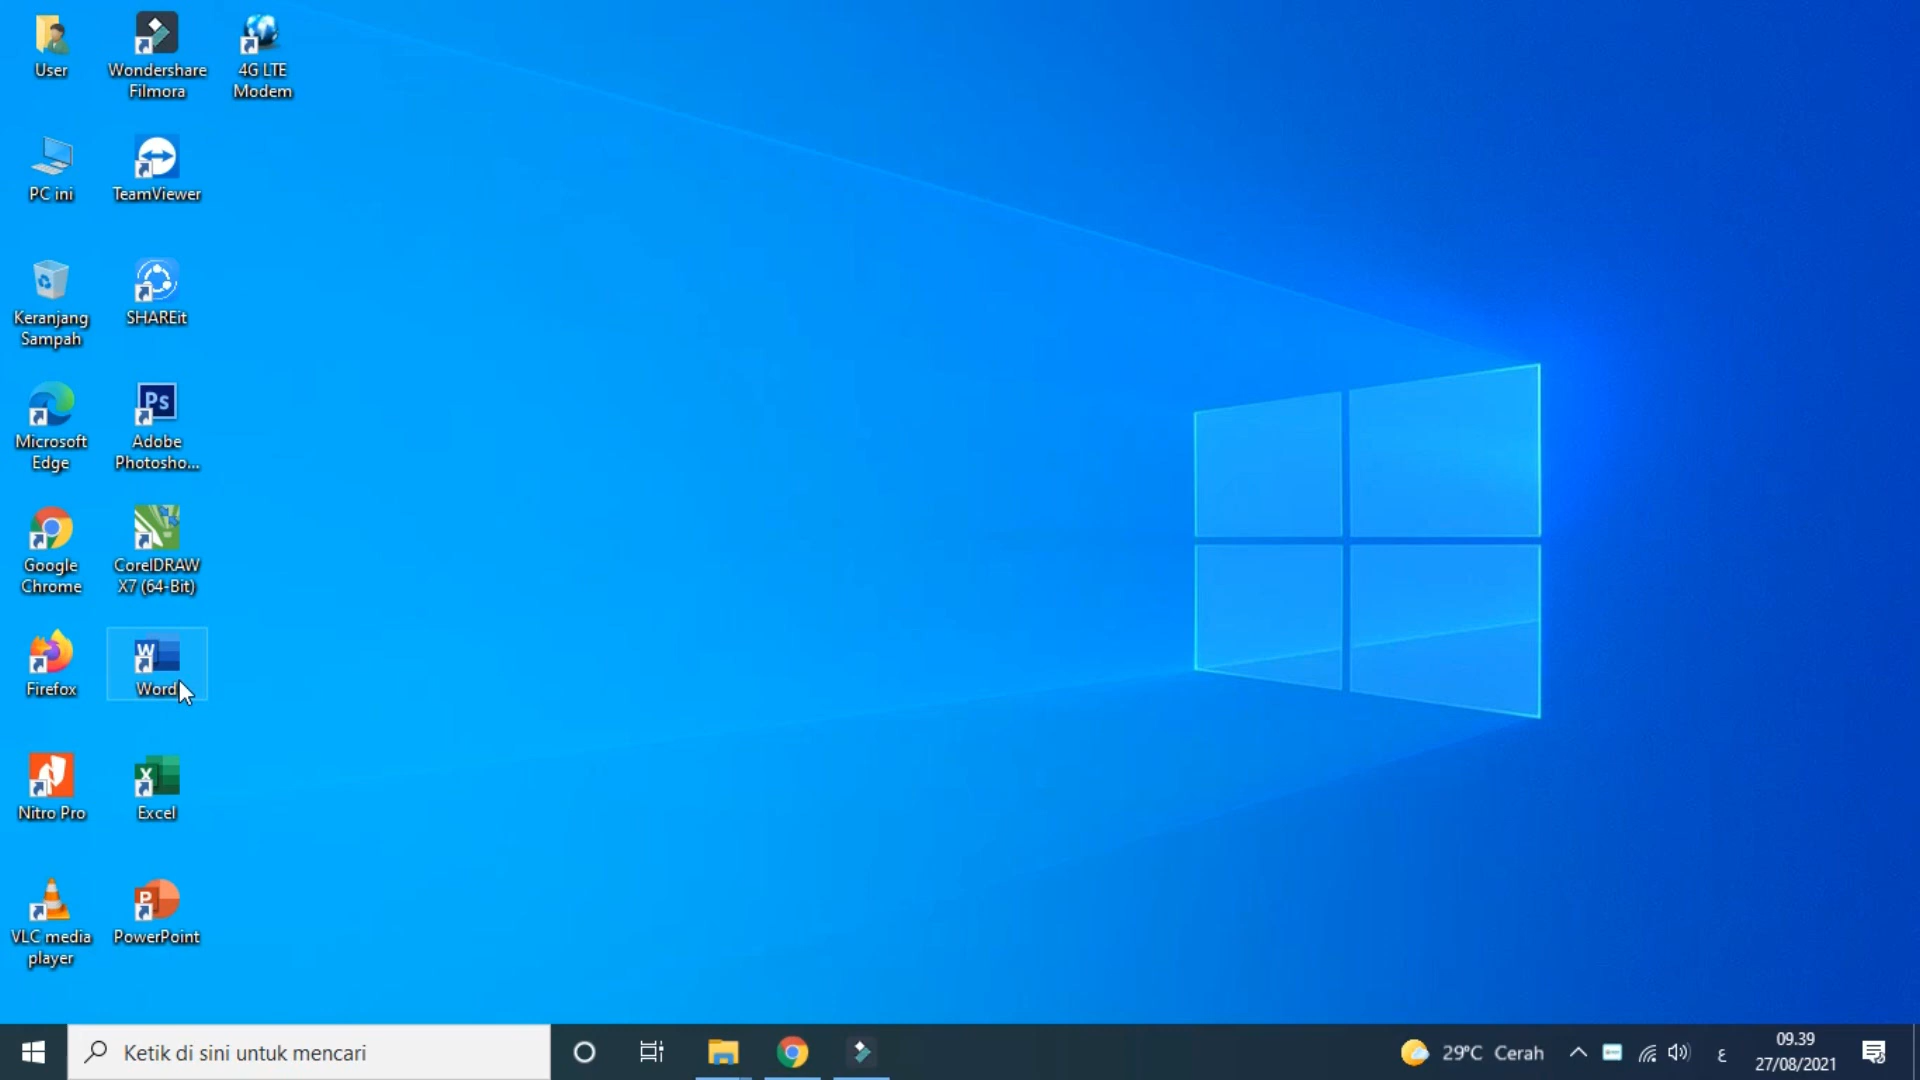 User
Wondershare
Filmora
4G LTE
Modem
PC ini
TeamViewer
Keranjang
Sampah
SHAREit
Microsoft
Edge
Ps
Adobe
Photosho...
Google
Chrome
CorelDRAW
X7 (64-Bit)
Firefox
W
Word
Nitro Pro
X
Excel
VLC media
player
P
PowerPoint
Ketik di sini untuk mencari
29°C Cerah
ع
09.39
27/08/2021